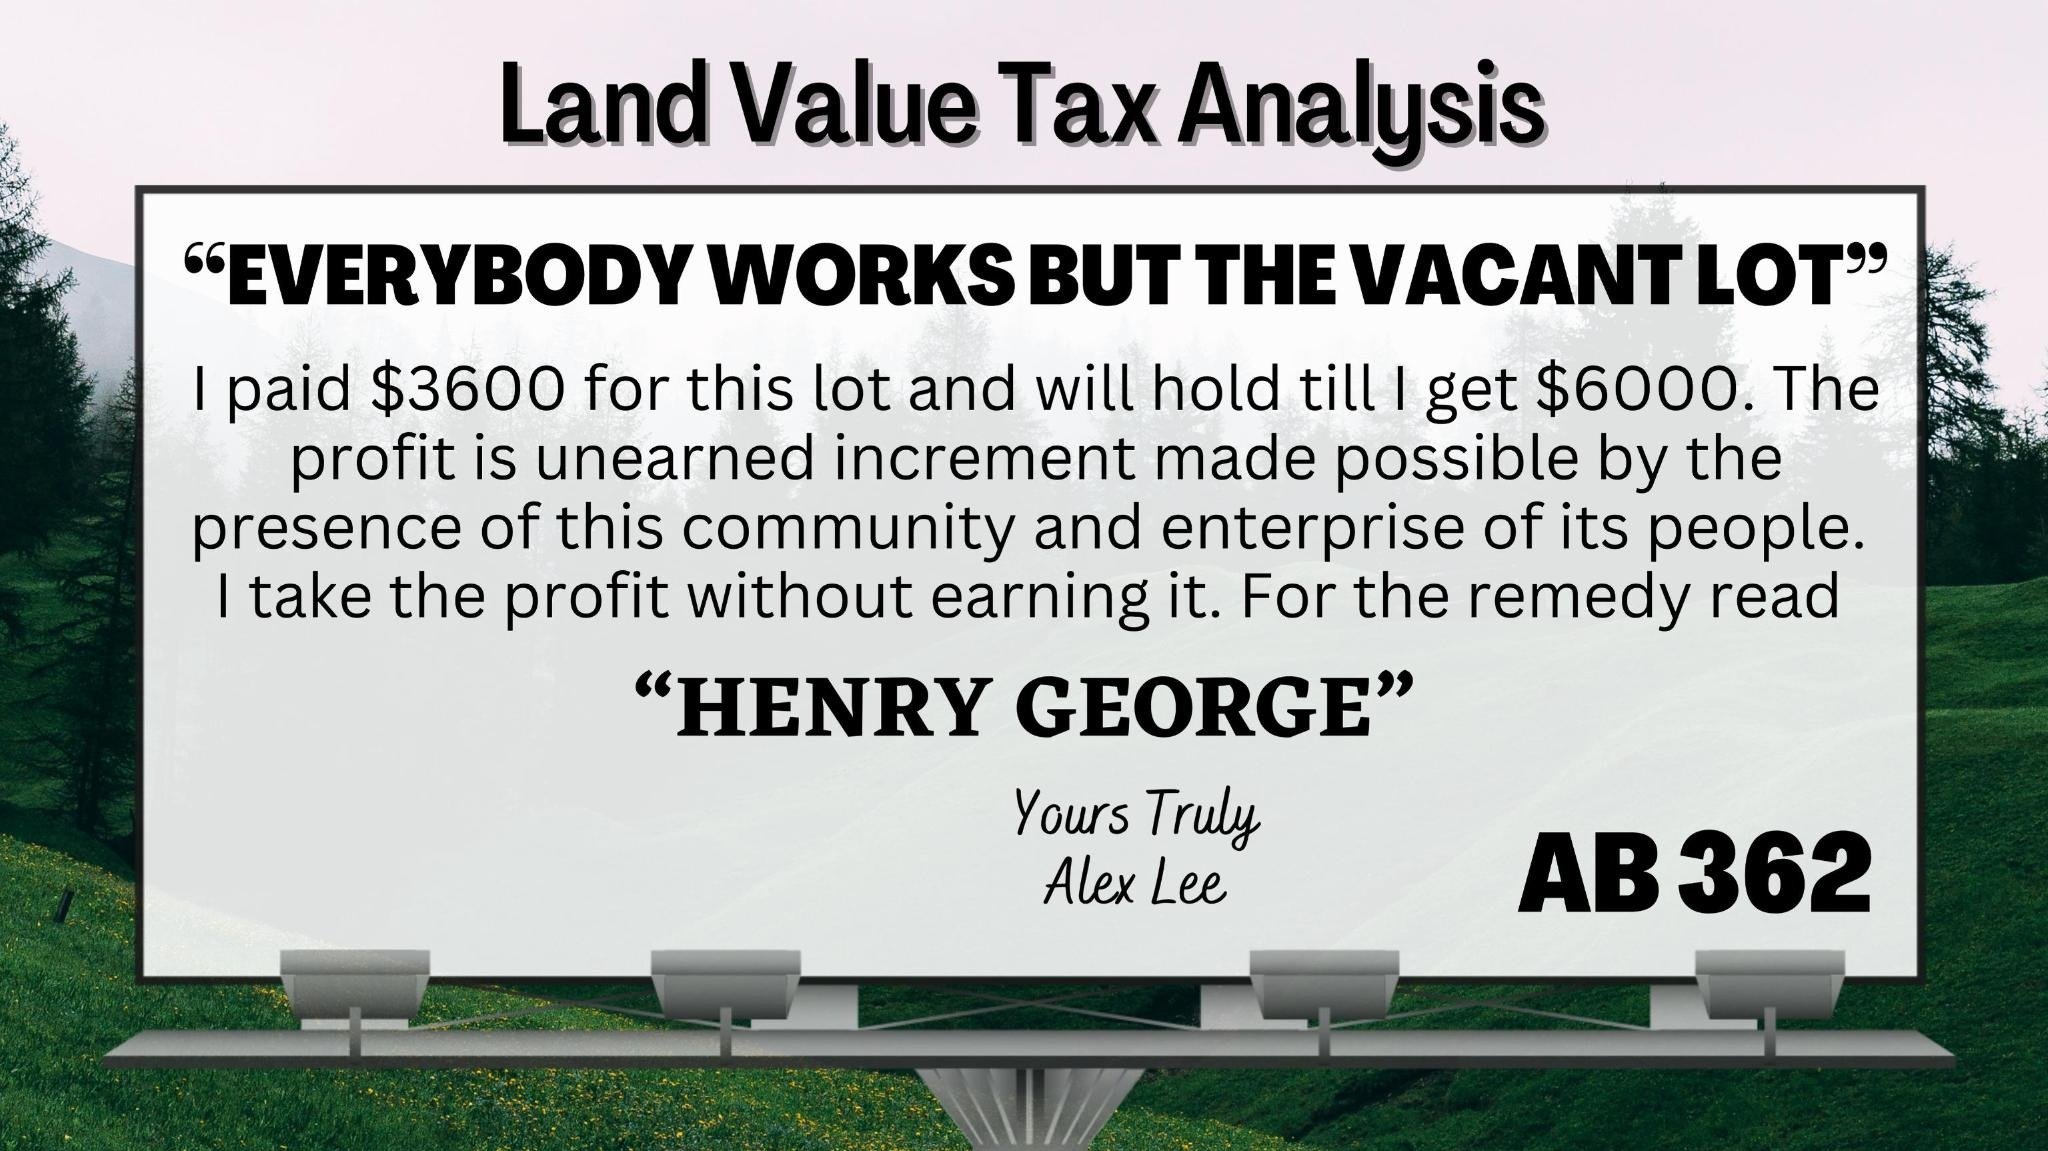 Land Value Tax Analysis
“EVERYBODY WORKS BUT THE VACANT LOT”
I paid $3600 for this lot and will hold till I get $6000. The
profit is unearned increment made possible by the
presence of this community and enterprise of its people.
I take the profit without earning it. For the remedy read
“HENRY GEORGE”
Yours Truly
Alex Lee
AB 362